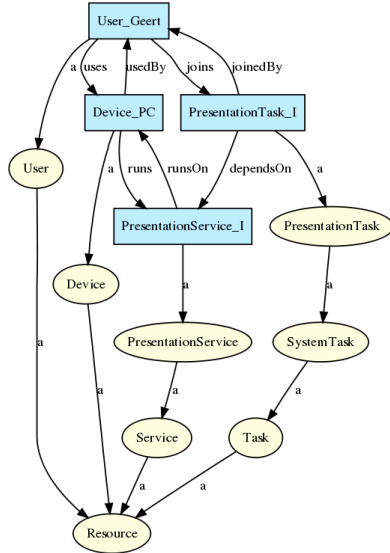 User_Geert
a
uses
usedBy
joins
joinedBy
Device_PC
PresentationTask_I
User
a
runs
runsOn
dependsOn
a
PresentationService_I
PresentationTask
Device
a
a
a
PresentationService
SystemTask
a
a
a
Service
Task
a
a
Resource